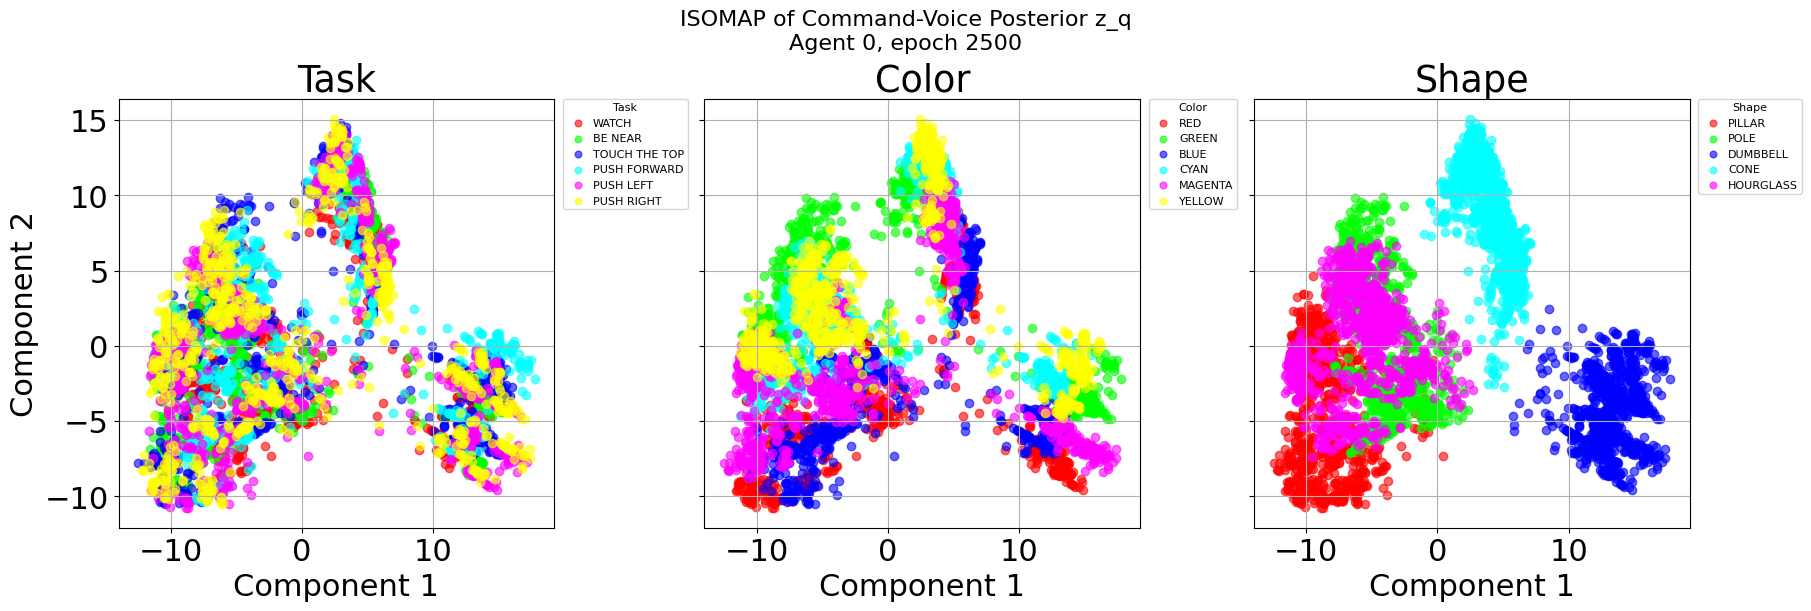 ISOMAP of Command-Voice Posterior z_q
Agent 0, epoch 2500
Task
Color
Shape
Task
WATCH
BE NEAR
TOUCH THE TOP
PUSH FORWARD
PUSH LEFT
PUSH RIGHT
Color
RED
GREEN
BLUE
CYAN
MAGENTA
YELLOW
Shape
PILLAR
POLE
DUMBBELL
CONE
HOURGLASS
Component 2
15
10
5
0
−5
−10
−10 0 10
−10 0 10
−10 0 10
Component 1
Component 1
Component 1